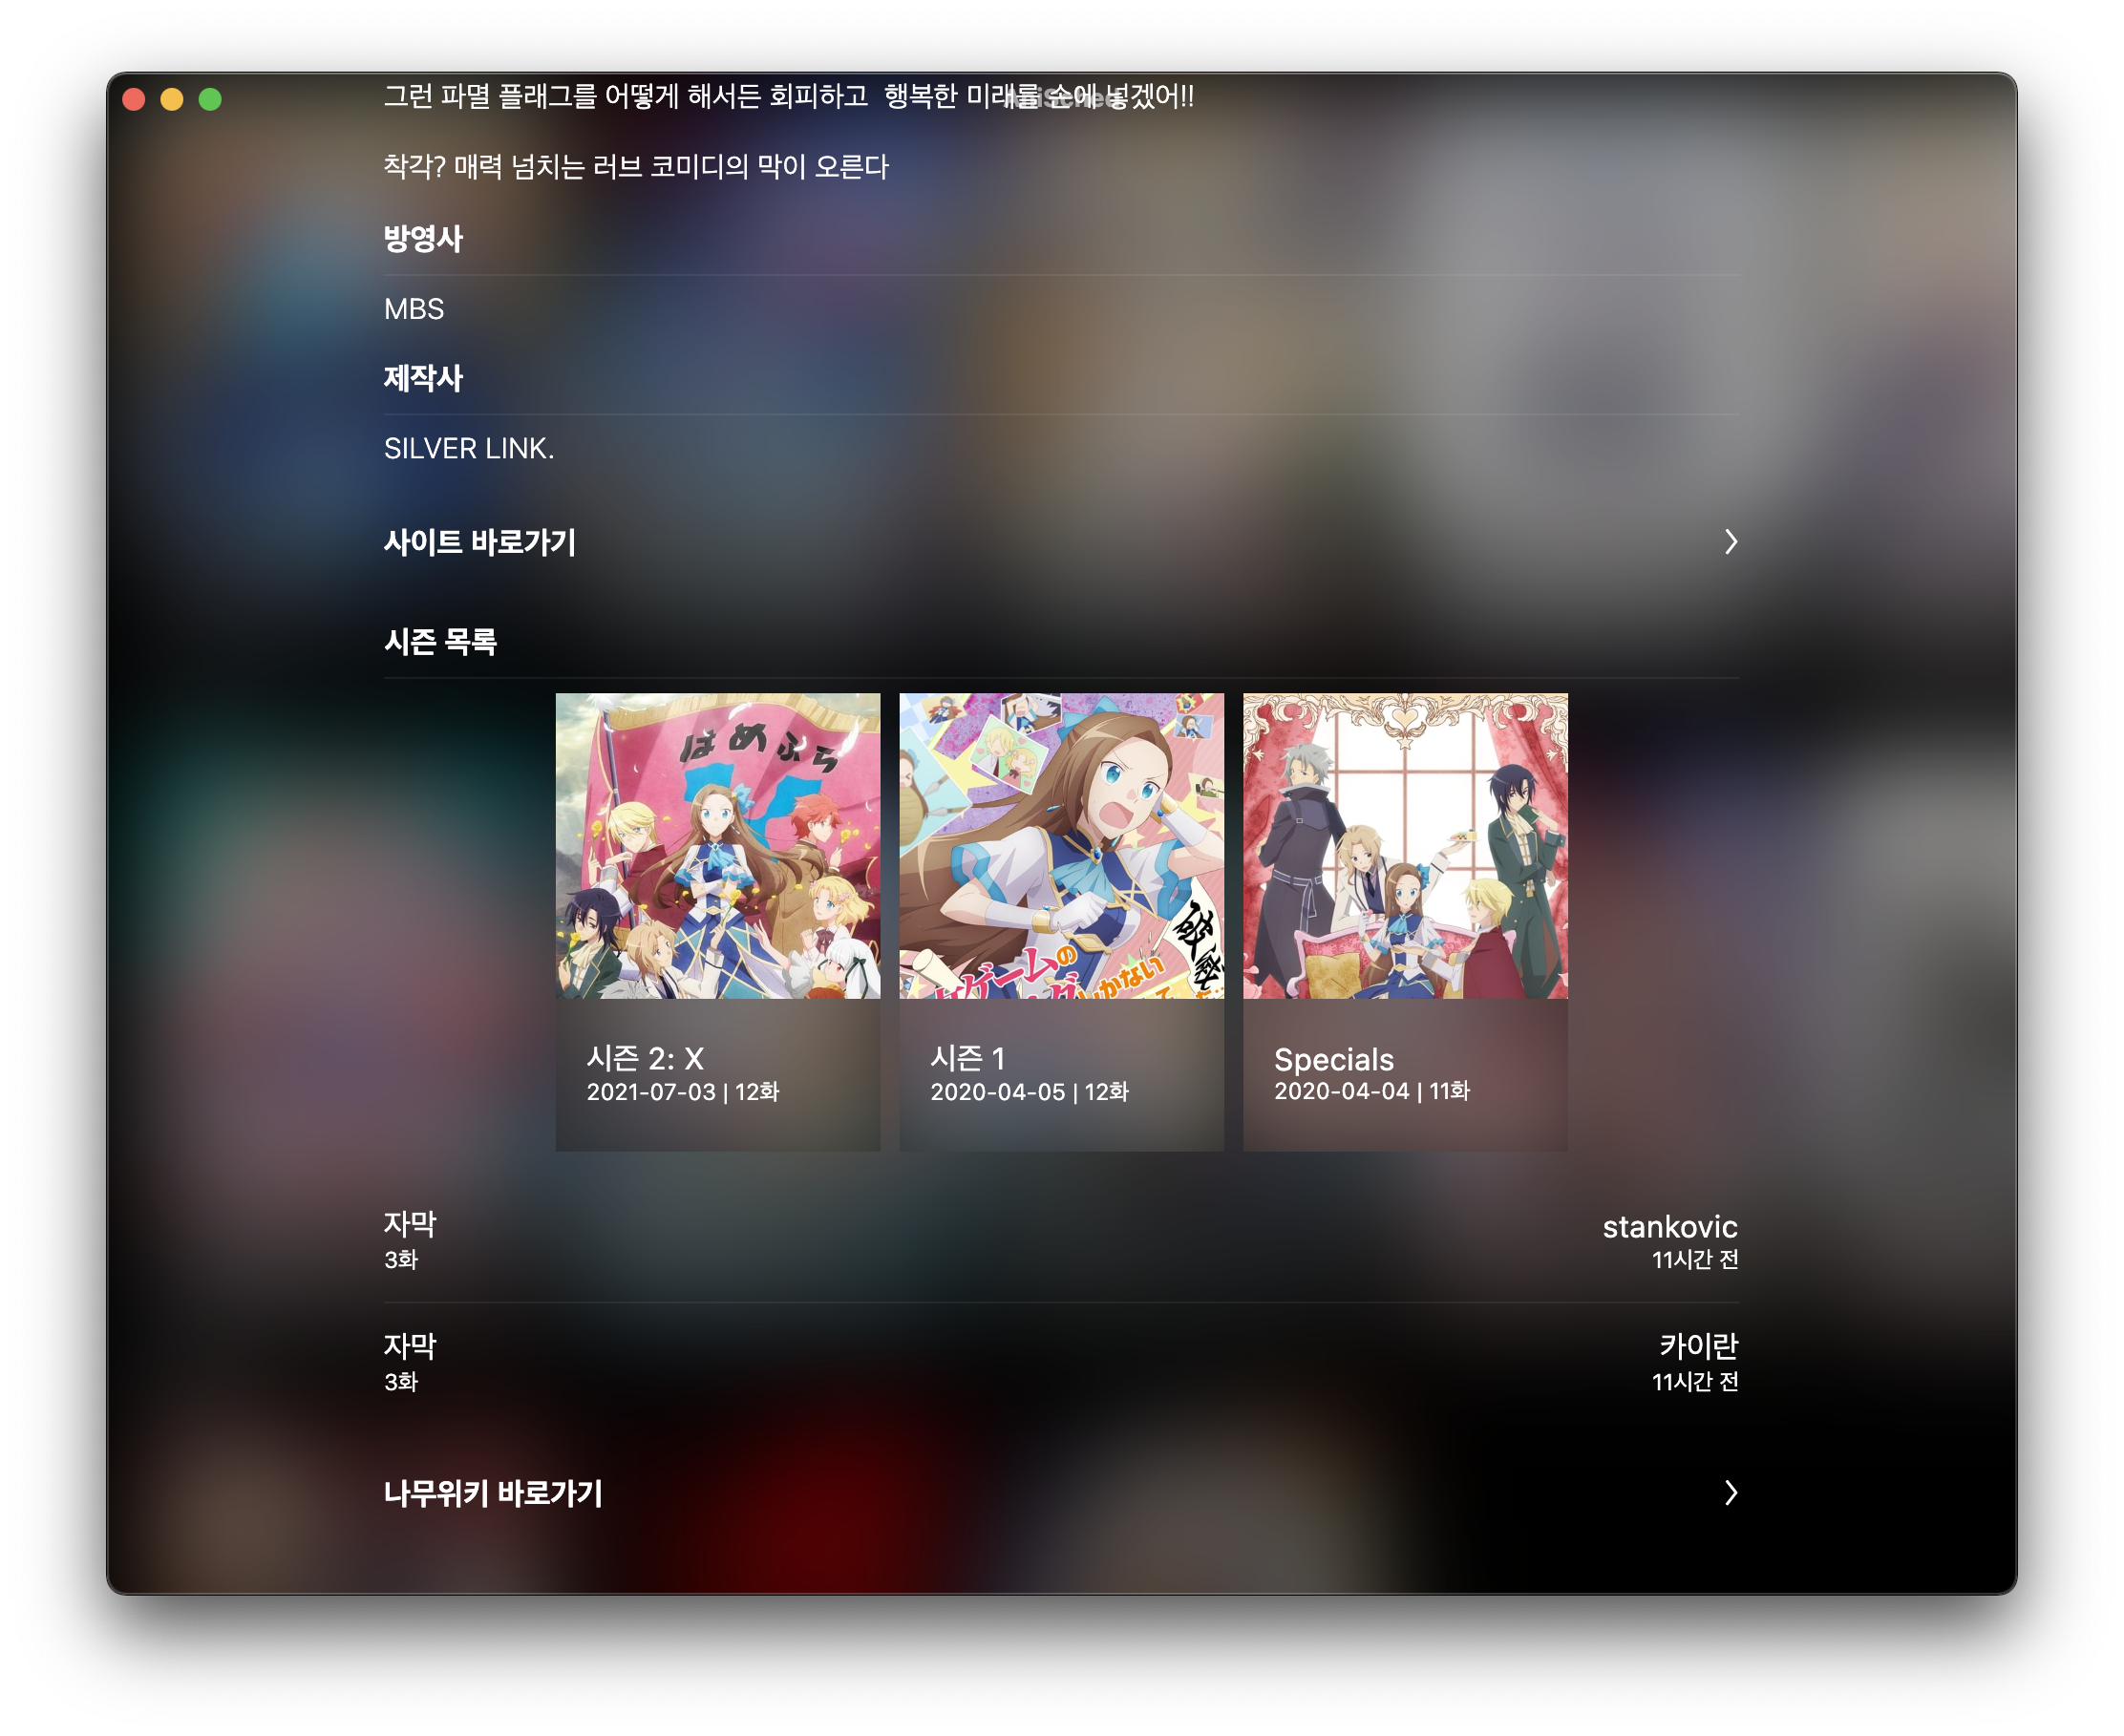 그런 파멸 플래그를 어떻게 해서든 회피하고 행복한 미래를 손에 넣겠어!!
착각? 매력 넘치는 러브 코미디의 막이 오른다
방영사
MBS
제작사
SILVER LINK.
사이트 바로가기
시즌 목록
はめふら
ゲームの
しかない
시즌 2: X
2021-07-03 | 12화
시즌 1
2020-04-05 | 12화
Specials
2020-04-04 | 11화
자막
stankovic
3화
11시간 전
자막
카이란
3화
11시간 전
나무위키 바로가기